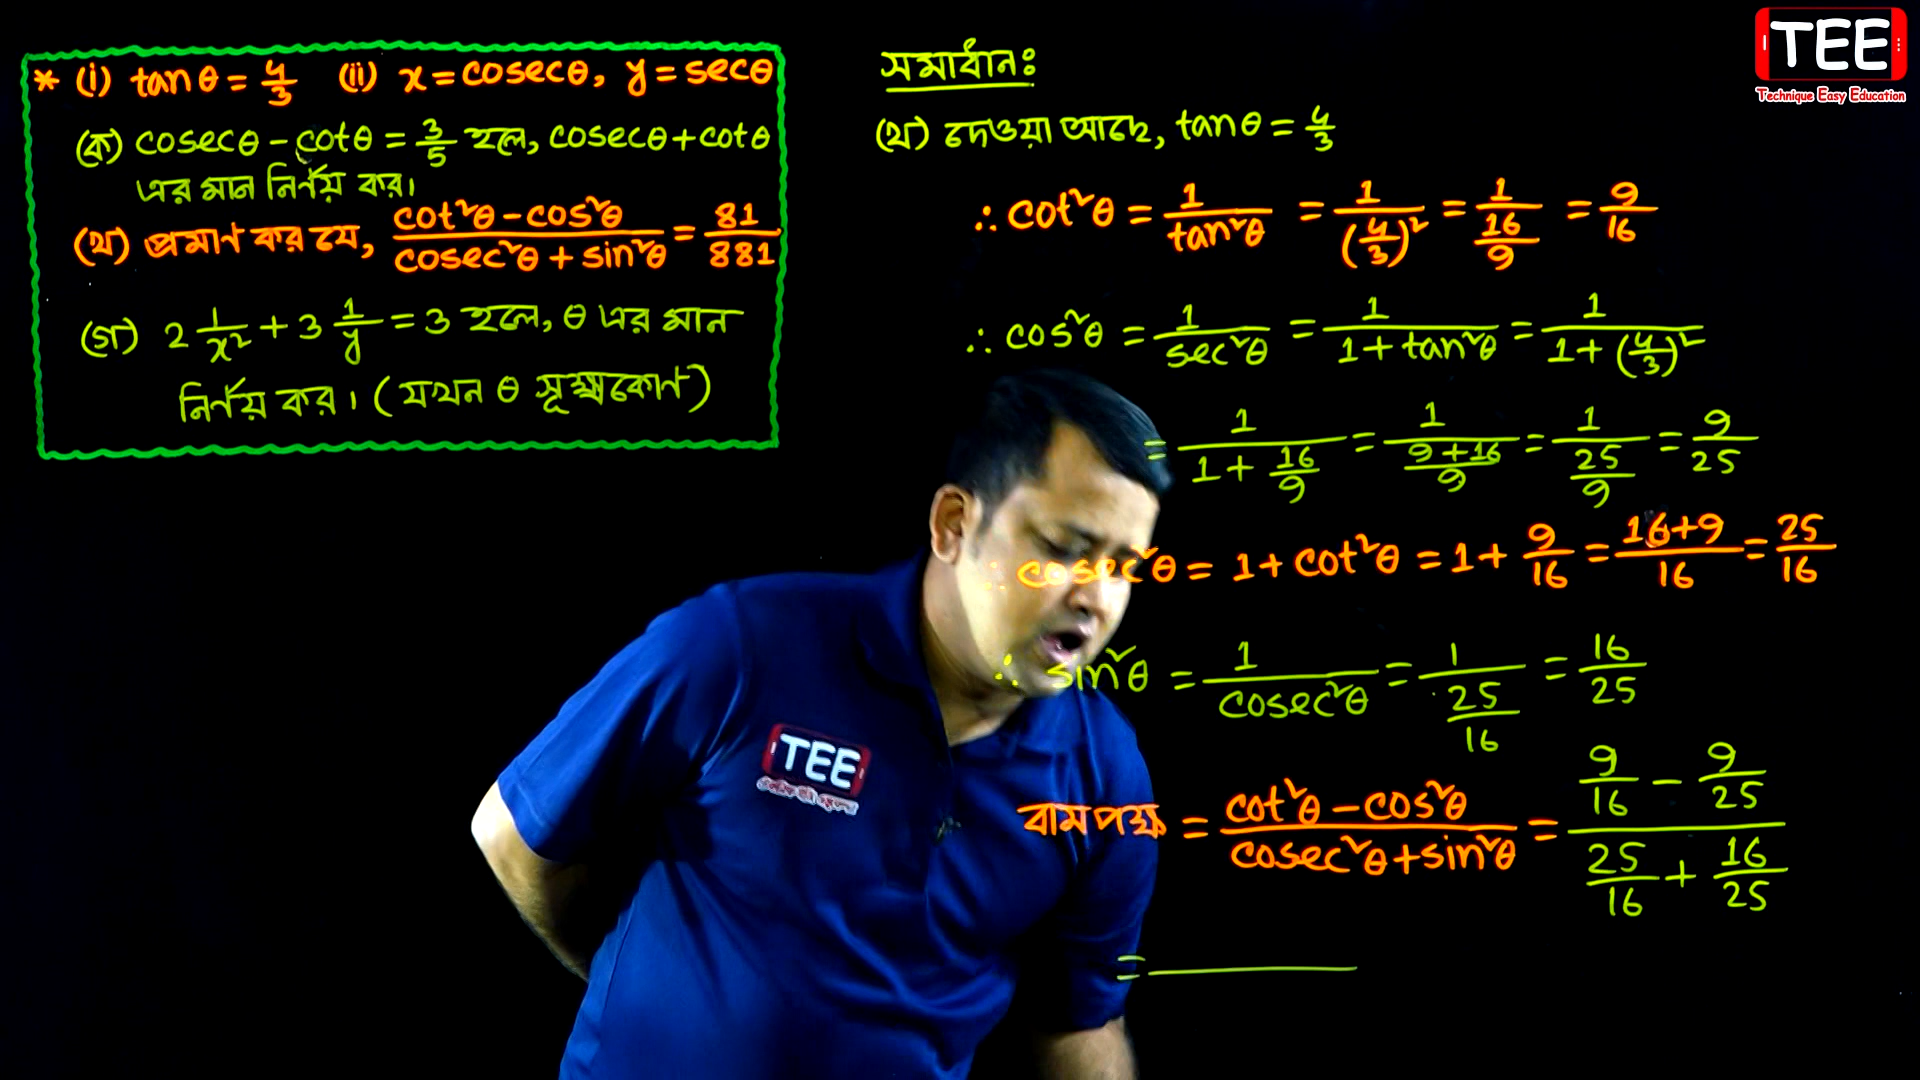 * (i) tanθ = 4/3 (ii) x = cosecθ, y = secθ
(ক) cosecθ - cotθ = 3/5 হলে, cosecθ + cotθ
এর মান নির্ণয় কর।
(খ) প্রমাণ কর যে, (cot²θ - cos²θ)/(cosec²θ + sin²θ) = 81/881
(গ) 2 1/x² + 3 1/y = 3 হলে, θ এর মান
নির্ণয় কর। (যখন θ সূক্ষ্মকোণ)
সমাধানঃ
(খ) দেওয়া আছে, tanθ = 4/3
∴ cot²θ = 1/tan²θ = 1/(4/3)² = 1/(16/9) = 9/16
∴ cos²θ = 1/sec²θ = 1/(1 + tan²θ) = 1/(1 + (4/3)²)
= 1/(1 + 16/9) = 1/((9+16)/9) = 1/(25/9) = 9/25
∴ cosec²θ = 1 + cot²θ = 1 + 9/16 = (16+9)/16 = 25/16
∴ sin²θ = 1/cosec²θ = 1/(25/16) = 16/25
বামপক্ষ = (cot²θ - cos²θ)/(cosec²θ + sin²θ) = (9/16 - 9/25)/(25/16 + 16/25)
=
TEE
Technique Easy Education
TEE